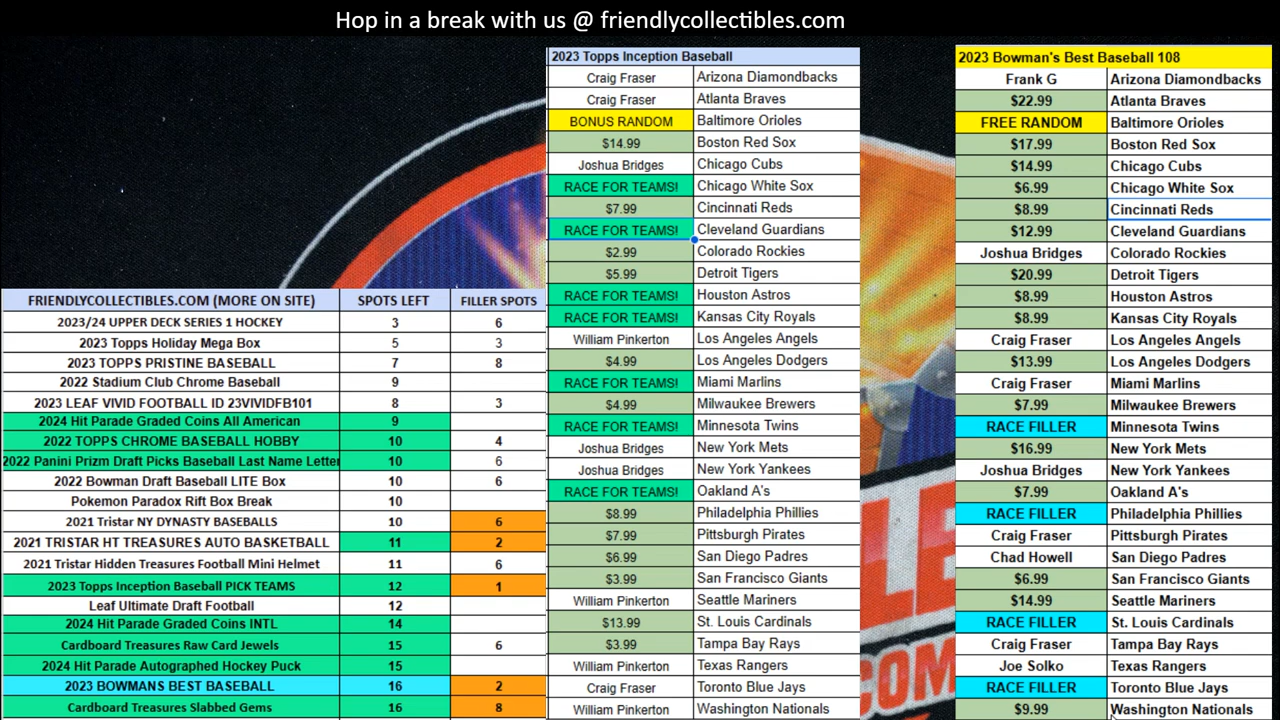 Hop in a break with us @ friendlycollectibles.com
FRIENDLYCOLLECTIBLES.COM (MORE ON SITE) SPOTS LEFT FILLER SPOTS
2023/24 UPPER DECK SERIES 1 HOCKEY 3 6
2023 Topps Holiday Mega Box 5 3
2023 TOPPS PRISTINE BASEBALL 7 8
2022 Stadium Club Chrome Baseball 9
2023 LEAF VIVID FOOTBALL ID 23VIVIDFB101 8 3
2024 Hit Parade Graded Coins All American 9
2022 TOPPS CHROME BASEBALL HOBBY 10 4
2022 Panini Prizm Draft Picks Baseball Last Name Letter 10 6
2022 Bowman Draft Baseball LITE Box 10 6
Pokemon Paradox Rift Box Break 10
2021 Tristar NY DYNASTY BASEBALLS 10 6
2021 TRISTAR HT TREASURES AUTO BASKETBALL 11 2
2021 Tristar Hidden Treasures Football Mini Helmet 11 6
2023 Topps Inception Baseball PICK TEAMS 12 1
Leaf Ultimate Draft Football 12
2024 Hit Parade Graded Coins INTL 14
Cardboard Treasures Raw Card Jewels 15 6
2024 Hit Parade Autographed Hockey Puck 15
2023 BOWMANS BEST BASEBALL 16 2
Cardboard Treasures Slabbed Gems 16 8
2023 Topps Inception Baseball
Craig Fraser Arizona Diamondbacks
Craig Fraser Atlanta Braves
BONUS RANDOM Baltimore Orioles
$14.99 Boston Red Sox
Joshua Bridges Chicago Cubs
RACE FOR TEAMS! Chicago White Sox
$7.99 Cincinnati Reds
RACE FOR TEAMS! Cleveland Guardians
$2.99 Colorado Rockies
$5.99 Detroit Tigers
RACE FOR TEAMS! Houston Astros
RACE FOR TEAMS! Kansas City Royals
William Pinkerton Los Angeles Angels
$4.99 Los Angeles Dodgers
RACE FOR TEAMS! Miami Marlins
$4.99 Milwaukee Brewers
RACE FOR TEAMS! Minnesota Twins
Joshua Bridges New York Mets
Joshua Bridges New York Yankees
RACE FOR TEAMS! Oakland A's
$8.99 Philadelphia Phillies
$7.99 Pittsburgh Pirates
$6.99 San Diego Padres
$3.99 San Francisco Giants
William Pinkerton Seattle Mariners
$13.99 St. Louis Cardinals
$3.99 Tampa Bay Rays
William Pinkerton Texas Rangers
Craig Fraser Toronto Blue Jays
William Pinkerton Washington Nationals
2023 Bowman's Best Baseball 108
Frank G Arizona Diamondbacks
$22.99 Atlanta Braves
FREE RANDOM Baltimore Orioles
$17.99 Boston Red Sox
$14.99 Chicago Cubs
$6.99 Chicago White Sox
$8.99 Cincinnati Reds
$12.99 Cleveland Guardians
Joshua Bridges Colorado Rockies
$20.99 Detroit Tigers
$8.99 Houston Astros
$8.99 Kansas City Royals
Craig Fraser Los Angeles Angels
$13.99 Los Angeles Dodgers
Craig Fraser Miami Marlins
$7.99 Milwaukee Brewers
RACE FILLER Minnesota Twins
$16.99 New York Mets
Joshua Bridges New York Yankees
$7.99 Oakland A's
RACE FILLER Philadelphia Phillies
Craig Fraser Pittsburgh Pirates
Chad Howell San Diego Padres
$6.99 San Francisco Giants
$14.99 Seattle Mariners
RACE FILLER St. Louis Cardinals
Craig Fraser Tampa Bay Rays
Joe Solko Texas Rangers
RACE FILLER Toronto Blue Jays
$9.99 Washington Nationals